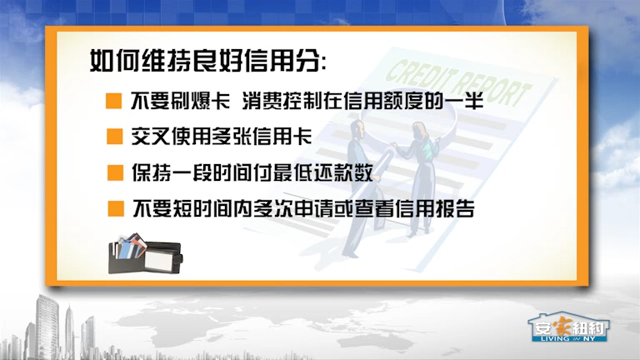 如何维持良好信用分:
不要刷爆卡 消费控制在信用额度的一半
交叉使用多张信用卡
保持一段时间付最低还款数
不要短时间内多次申请或查看信用报告
CREDIT REPORT
安家纽约
LIVING in NY